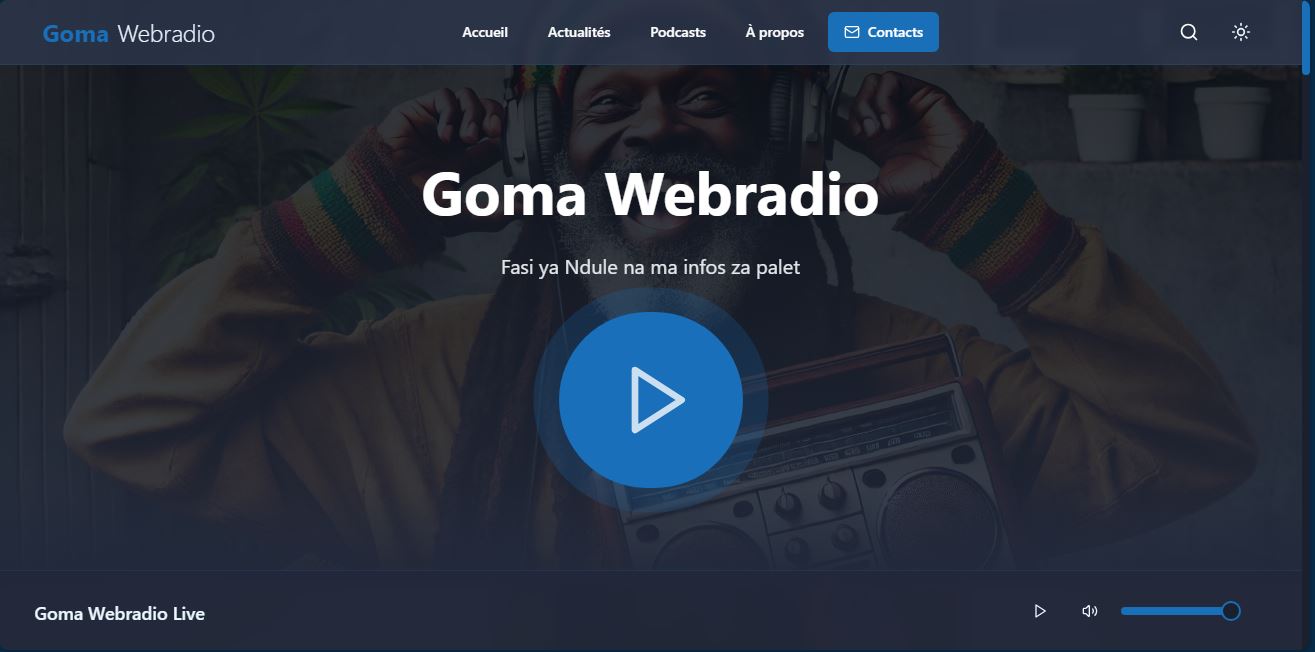 Goma Webradio
Accueil
Actualités
Podcasts
À propos
Contacts
Goma Webradio
Fasi ya Ndule na ma infos za palet
Goma Webradio Live